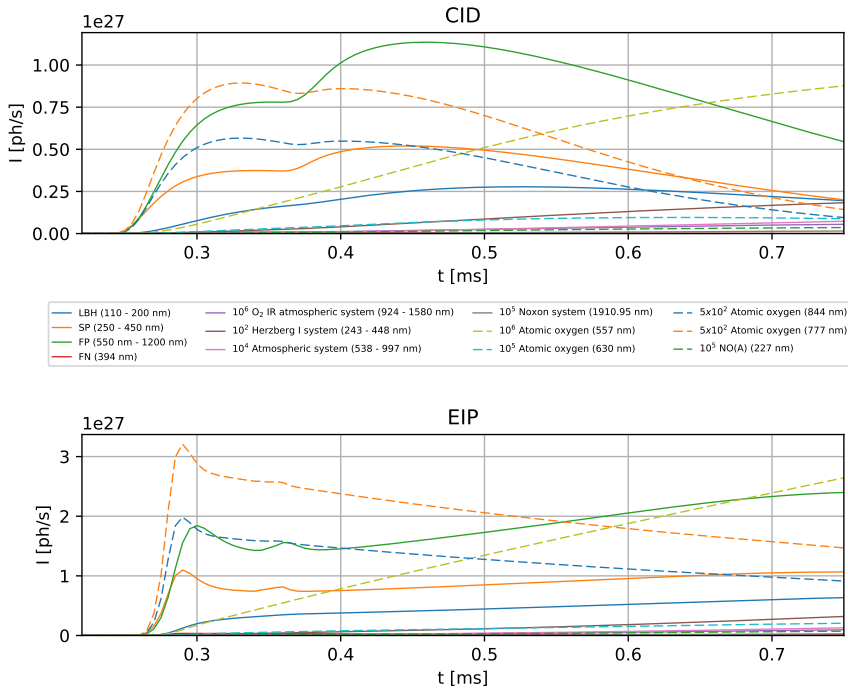 CID
1e27
1.00
0.75
0.50
0.25
0.00
I [ph/s]
0.3 0.4 0.5 0.6 0.7
t [ms]
LBH (110 - 200 nm)
SP (250 - 450 nm)
FP (550 nm - 1200 nm)
FN (394 nm)
10⁶ O₂ IR atmospheric system (924 - 1580 nm)
10² Herzberg I system (243 - 448 nm)
10⁴ Atmospheric system (538 - 997 nm)
10⁵ Noxon system (1910.95 nm)
10⁶ Atomic oxygen (557 nm)
10⁵ Atomic oxygen (630 nm)
5x10² Atomic oxygen (844 nm)
5x10² Atomic oxygen (777 nm)
10⁵ NO(A) (227 nm)
EIP
1e27
3
2
1
0
I [ph/s]
0.3 0.4 0.5 0.6 0.7
t [ms]